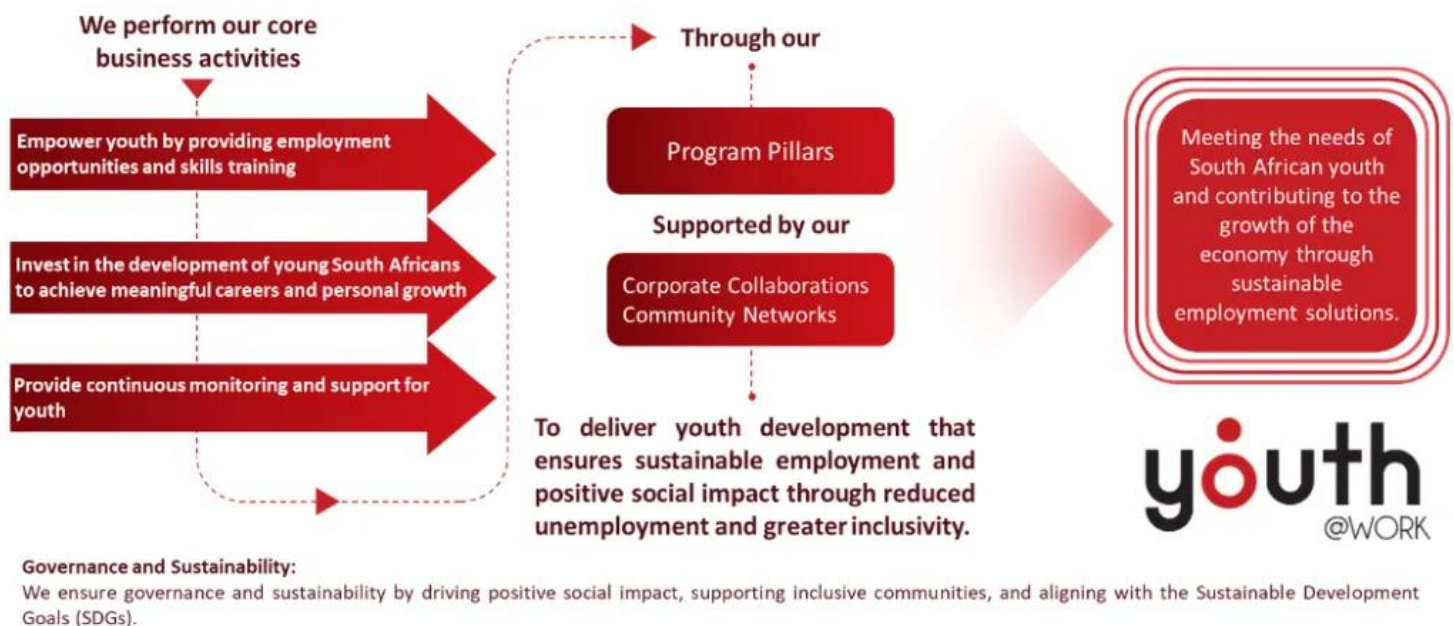 We perform our core
business activities
Empower youth by providing employment
opportunities and skills training
Invest in the development of young South Africans
to achieve meaningful careers and personal growth
Provide continuous monitoring and support for
youth
Through our
Program Pillars
Supported by our
Corporate Collaborations
Community Networks
To deliver youth development that
ensures sustainable employment and
positive social impact through reduced
unemployment and greater inclusivity.
Meeting the needs of
South African youth
and contributing to the
growth of the
economy through
sustainable
employment solutions.
youth
@WORK
Governance and Sustainability:
We ensure governance and sustainability by driving positive social impact, supporting inclusive communities, and aligning with the Sustainable Development
Goals (SDGs).